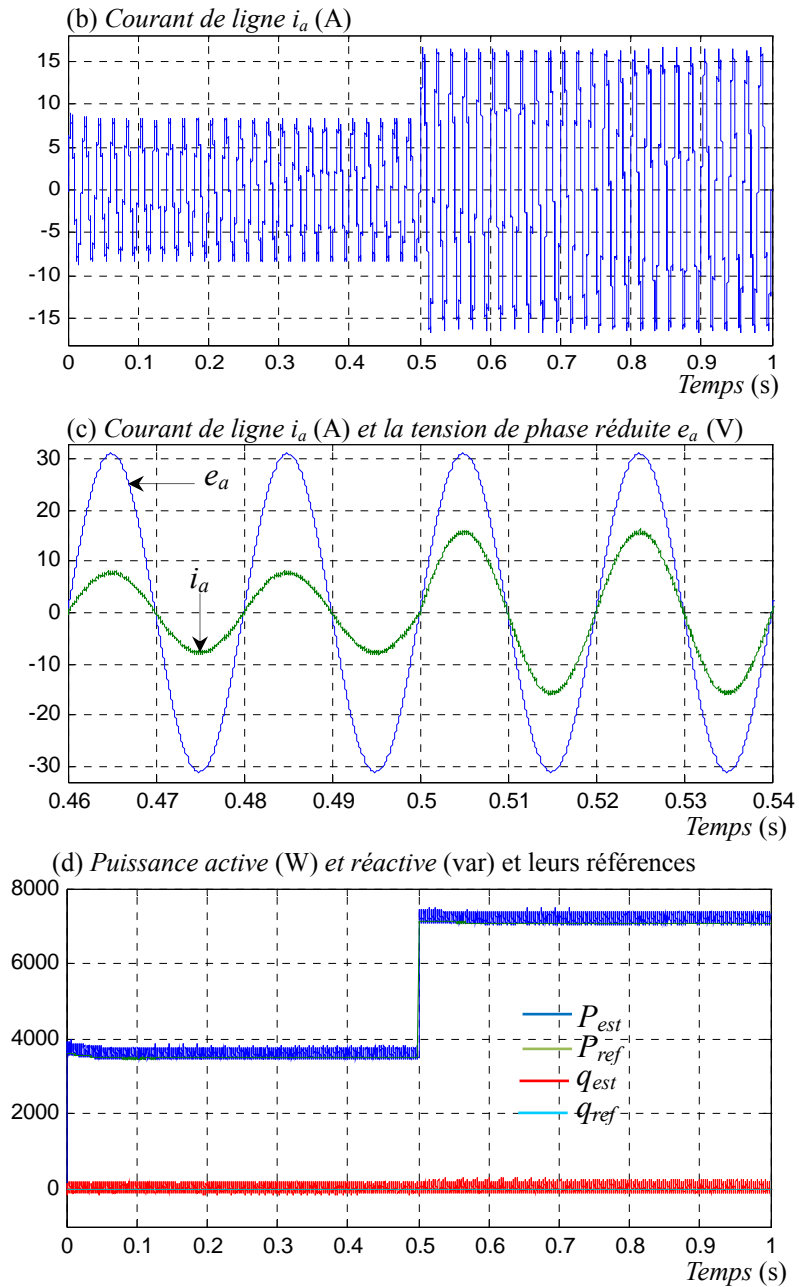 (b) Courant de ligne ia (A)
15
10
5
0
-5
-10
-15
0 0.1 0.2 0.3 0.4 0.5 0.6 0.7 0.8 0.9 1
Temps (s)
(c) Courant de ligne ia (A) et la tension de phase réduite ea (V)
30
20
10
0
-10
-20
-30
ea
ia
0.46 0.47 0.48 0.49 0.5 0.51 0.52 0.53 0.54
Temps (s)
(d) Puissance active (W) et réactive (var) et leurs références
8000
6000
4000
2000
0
Pest
Pref
qest
qref
0 0.1 0.2 0.3 0.4 0.5 0.6 0.7 0.8 0.9 1
Temps (s)